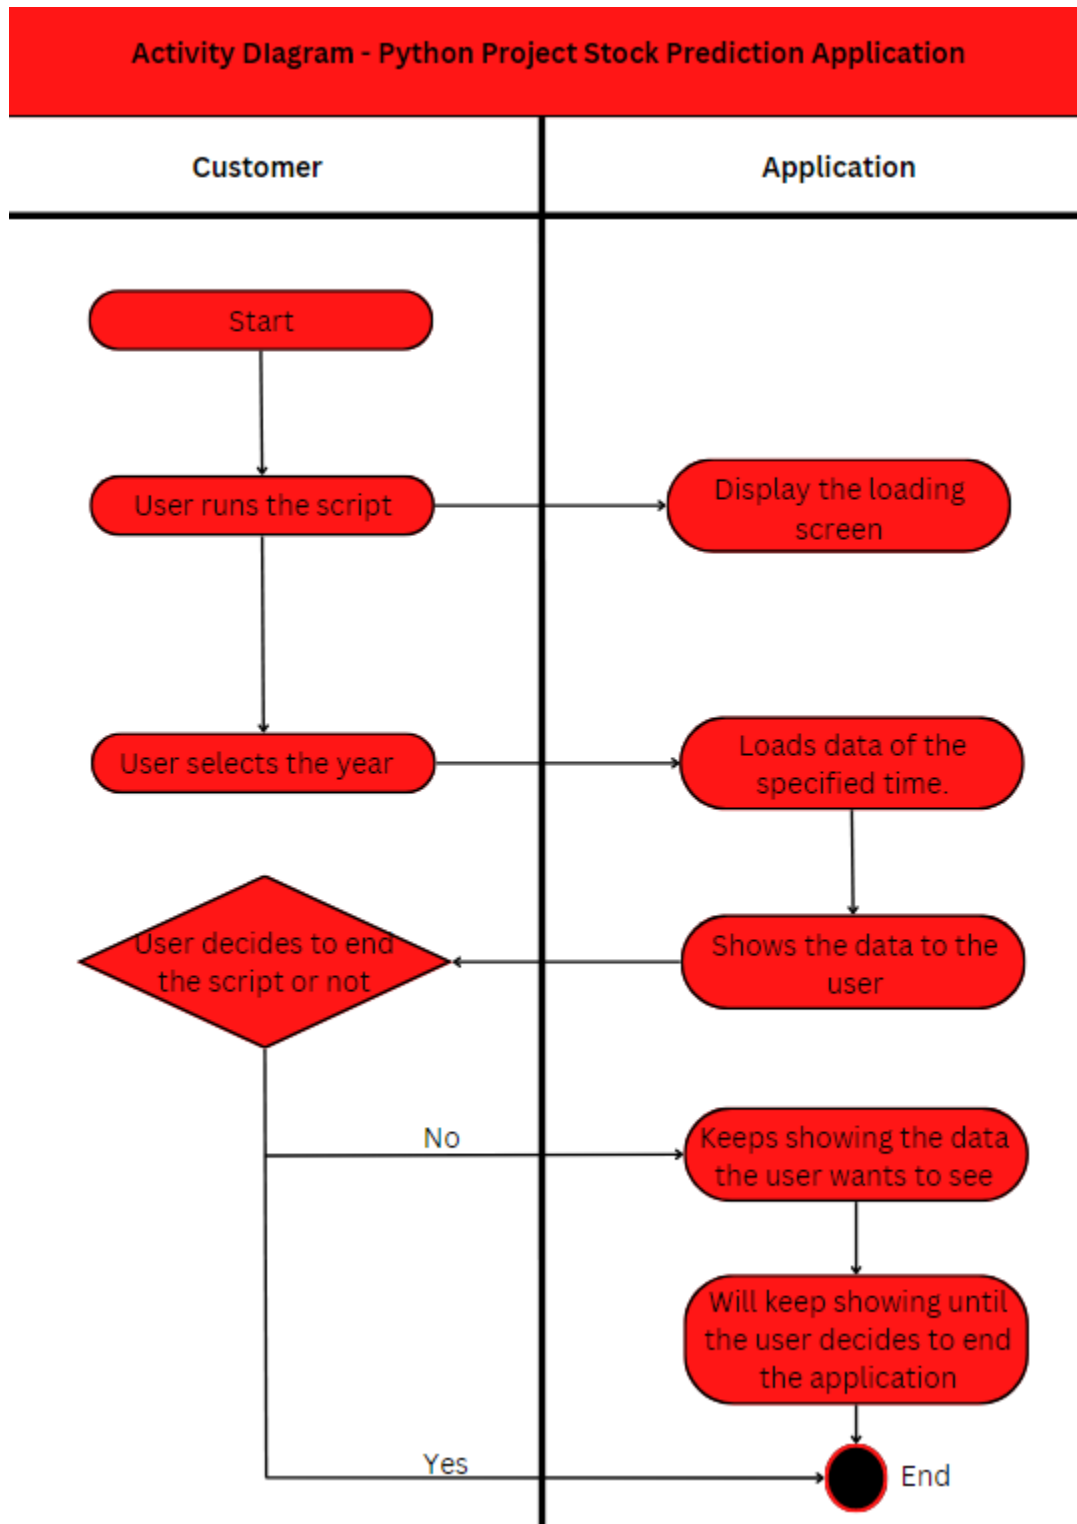 Activity DIagram - Python Project Stock Prediction Application
Customer
Application
Start
User runs the script
Display the loading
screen
User selects the year
Loads data of the
specified time.
User decides to end
the script or not
Shows the data to the
user
No
Keeps showing the data
the user wants to see
Will keep showing until
the user decides to end
the application
Yes
End